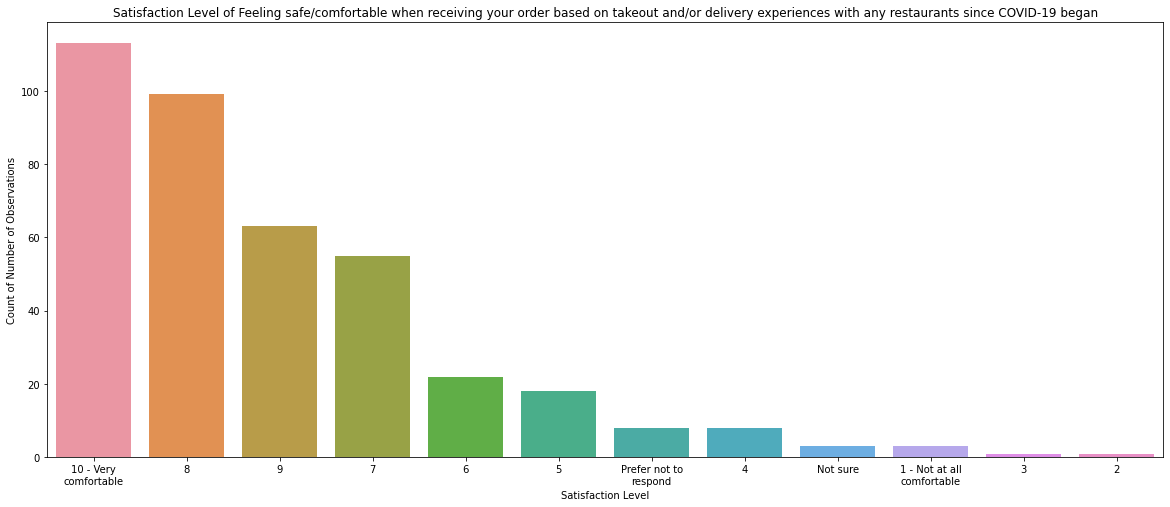 Satisfaction Level of Feeling safe/comfortable when receiving your order based on takeout and/or delivery experiences with any restaurants since COVID-19 began
Count of Number of Observations
100
80
60
40
20
0
10 - Very
comfortable
8
9
7
6
5
Prefer not to
respond
4
Not sure
1 - Not at all
comfortable
3
2
Satisfaction Level